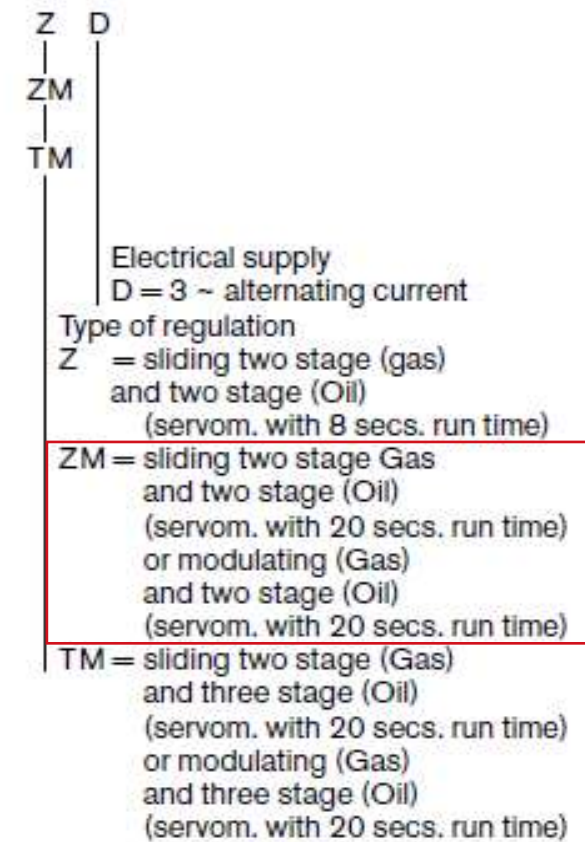 Z D
ZM
TM
Electrical supply
D = 3 ~ alternating current
Type of regulation
Z = sliding two stage (gas)
and two stage (Oil)
(servom. with 8 secs. run time)
ZM = sliding two stage Gas
and two stage (Oil)
(servom. with 20 secs. run time)
or modulating (Gas)
and two stage (Oil)
(servom. with 20 secs. run time)
TM = sliding two stage (Gas)
and three stage (Oil)
(servom. with 20 secs. run time)
or modulating (Gas)
and three stage (Oil)
(servom. with 20 secs. run time)